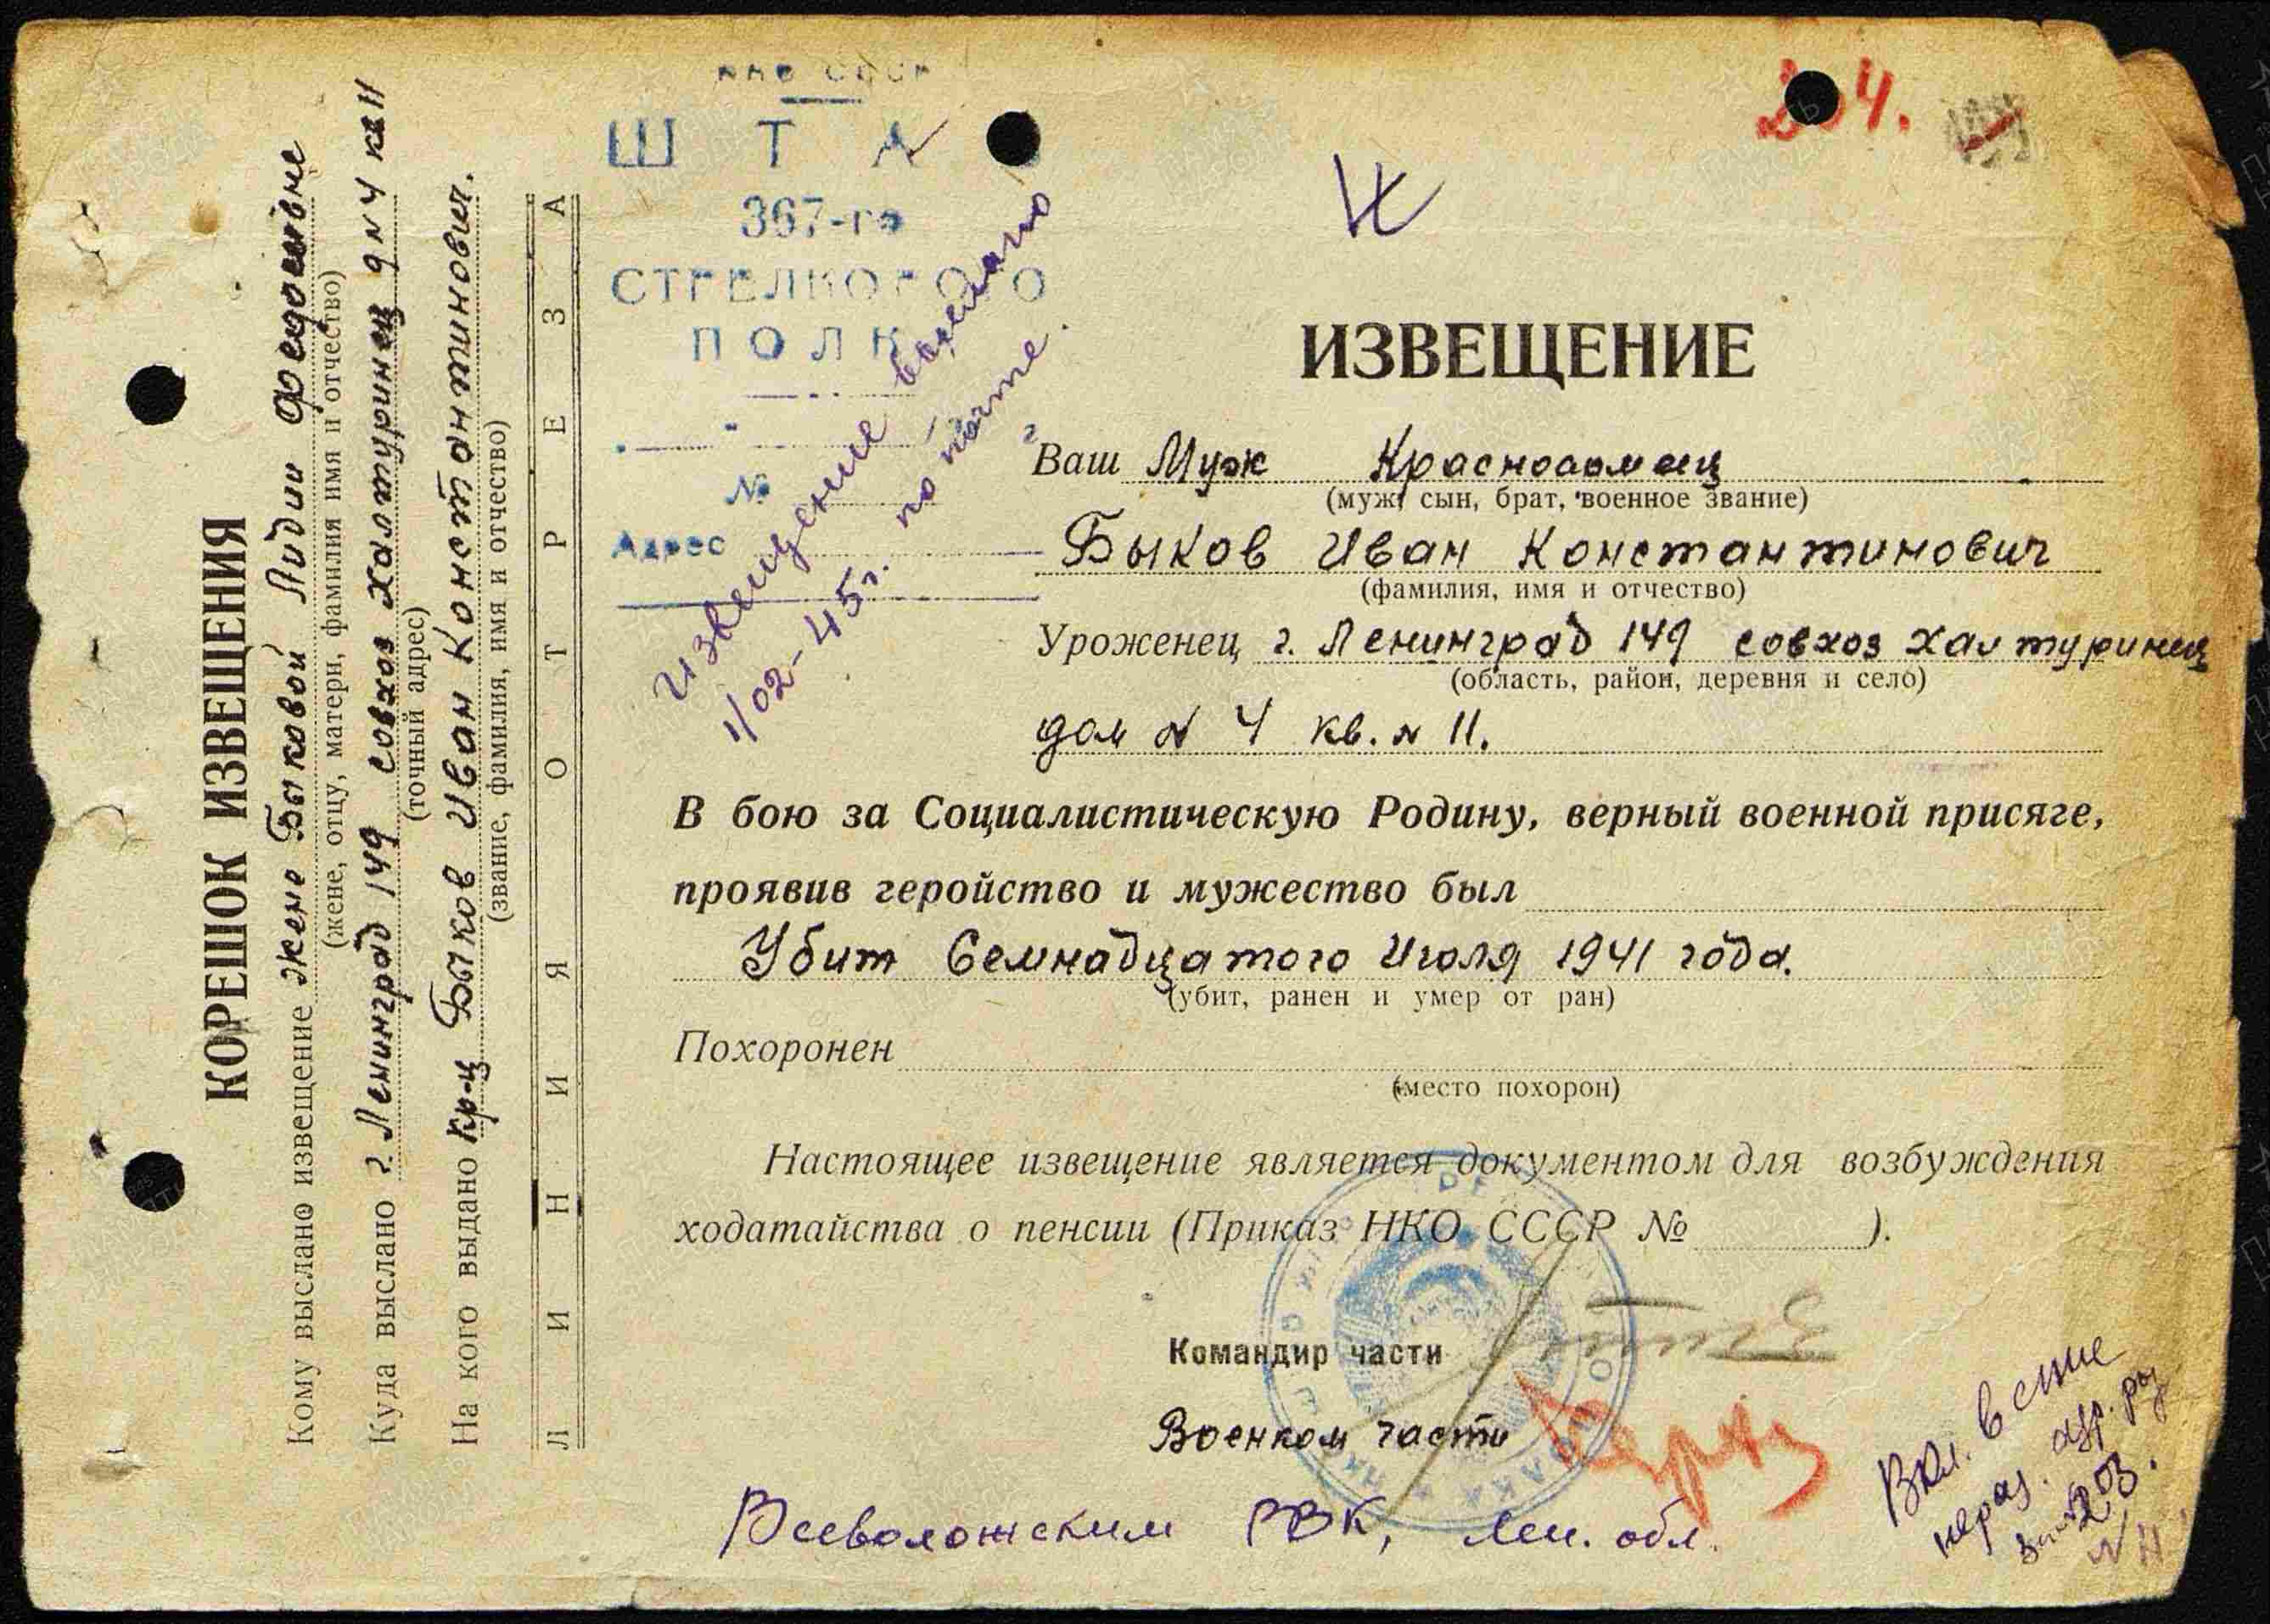 КОРЕШОК ИЗВЕЩЕНИЯ
Кому выслано извещение жене Быковой Лидии Федоровне
(жене, отцу, матери, фамилия имя и отчество)
Куда выслано г. Ленинград 149 совхоз халтуринец д N 4 кв 11
(точный адрес)
На кого выдано кр-ц Быков Иван Константинович.
(звание, фамилия, имя и отчество)
ЛИНИЯ ОТРЕЗА
НКО СССР
ШТА
367-го
СТРЕЛКОВОГО
ПОЛК
№
Адрес
извещение выслано
1/02-45г. по почте.
204.
ИЗВЕЩЕНИЕ
Ваш Муж Красноармеец
(муж, сын, брат, военное звание)
Быков Иван Константинович
(фамилия, имя и отчество)
Уроженец г. Ленинград 149 совхоз халтуринец
(область, район, деревня и село)
дом N 4 кв. N 11.
В бою за Социалистическую Родину, верный военной присяге,
проявив геройство и мужество был
Убит Семнадцатого Июля 1941 года.
(убит, ранен и умер от ран)
Похоронен
(место похорон)
Настоящее извещение является документом для возбуждения
ходатайства о пенсии (Приказ НКО СССР № ).
Командир части
Военком части
Всеволожским РВК, Лен. обл.
Вкл. в
203.